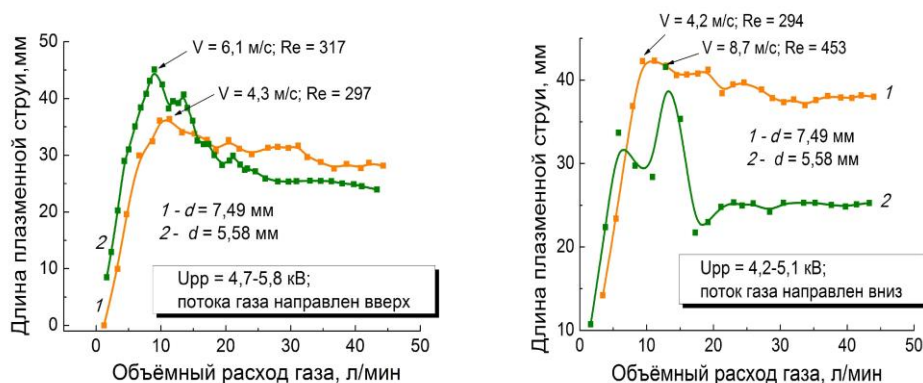 Длина плазменной струи,мм
50
40
30
20
10
0
V = 6,1 м/с; Re = 317
V = 4,3 м/с; Re = 297
1 - d = 7,49 мм
2 -  d = 5,58 мм
2
1
Upp = 4,7-5,8 кВ;
потока газа направлен вверх
0 10 20 30 40 50
Объёмный расход газа, л/мин
Длина плазменной струи, мм
40
30
20
10
V = 4,2 м/с; Re = 294
V = 8,7 м/с; Re = 453
1
1 - d = 7,49 мм
2-  d = 5,58 мм
2
Upp = 4,2-5,1 кВ;
поток газа направлен вниз
0 10 20 30 40 50
Объёмный расход газа, л/мин